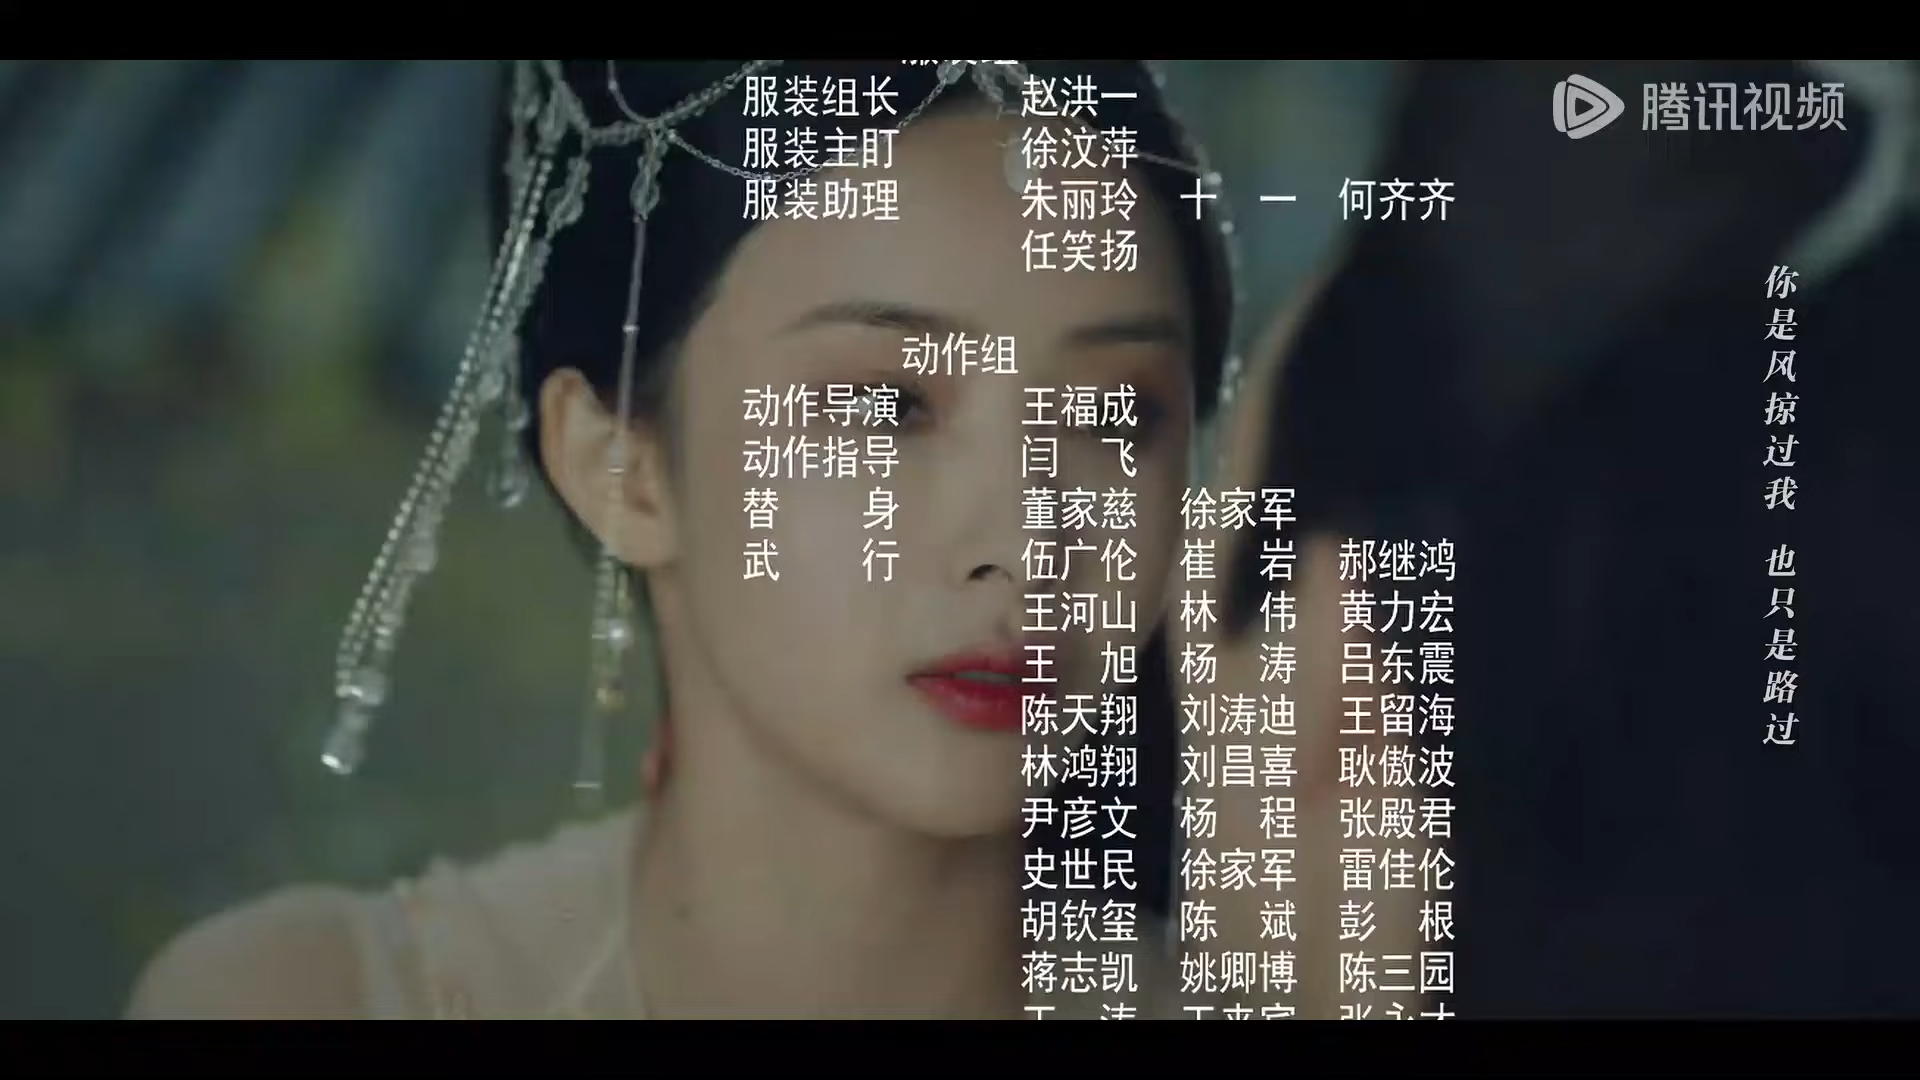 腾讯视频
服装组长 赵洪一
服装主盯 徐汶萍
服装助理 朱丽玲 十一 何齐齐
任笑扬
动作组
动作导演 王福成
动作指导 闫飞
替身 董家慈 徐家军
武行 伍广伦 崔岩 郝继鸿
王河山 林伟 黄力宏
王旭 杨涛 吕东震
陈天翔 刘涛迪 王留海
林鸿翔 刘昌喜 耿傲波
尹彦文 杨程 张殿君
史世民 徐家军 雷佳伦
胡钦玺 陈斌 彭根
蒋志凯 姚卿博 陈三园
你是风掠过我 也只是路过